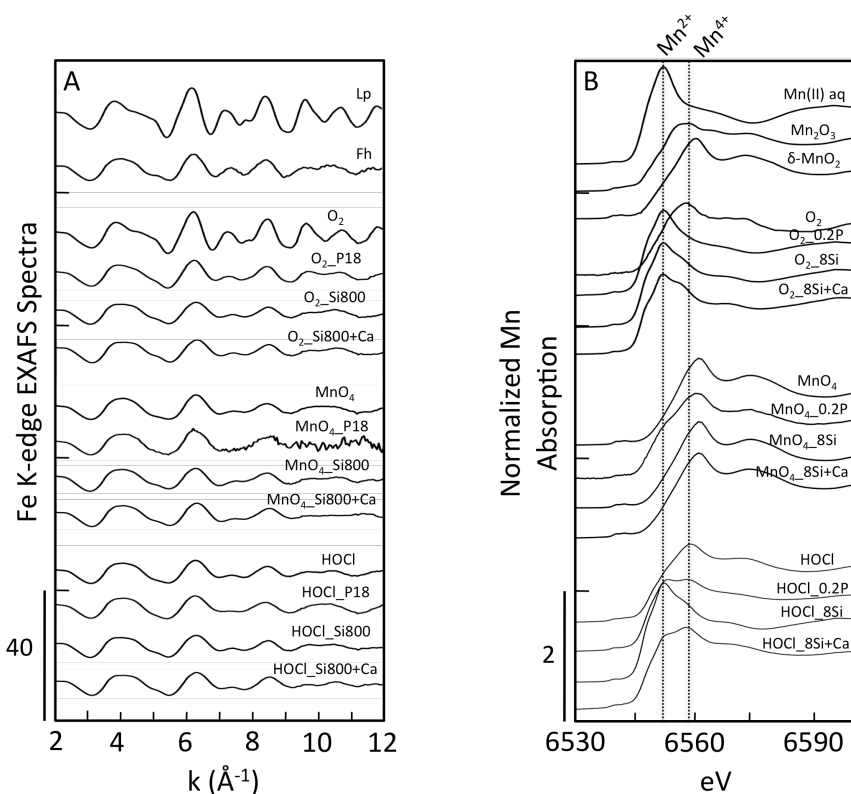 A
Lp
Fh
O₂
O₂_P18
O₂_Si800
O₂_Si800+Ca
MnO₄
MnO₄_P18
MnO₄_Si800
MnO₄_Si800+Ca
HOCl
HOCl_P18
HOCl_Si800
HOCl_Si800+Ca
Fe K-edge EXAFS Spectra
40
2 4 6 8 10 12
k (Å⁻¹)
Mn²⁺ Mn⁴⁺
B
Mn(II) aq
Mn₂O₃
δ-MnO₂
O₂
O₂_0.2P
O₂_8Si
O₂_8Si+Ca
MnO₄
MnO₄_0.2P
MnO₄_8Si
MnO₄_8Si+Ca
HOCl
HOCl_0.2P
HOCl_8Si
HOCl_8Si+Ca
Normalized Mn
Absorption
2
6530 6560 6590
eV